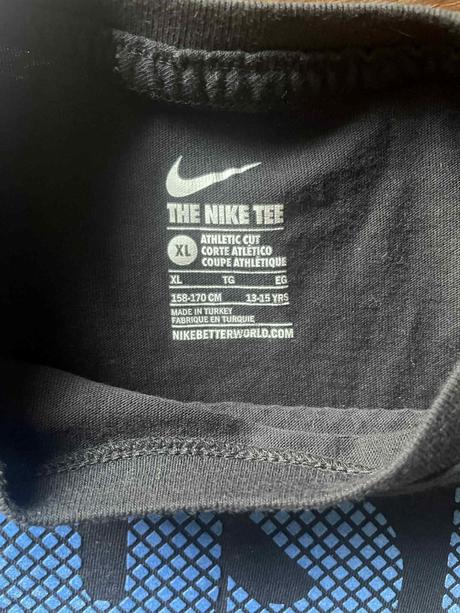 THE NIKE TEE
XL
ATHLETIC CUT
CORTE ATLÉTICO
COUPE ATHLÉTIQUE
XL TG EG
158-170 CM 13-15 YRS
MADE IN TURKEY
FABRIQUE EN TURQUIE
NIKEBETTERWORLD.COM